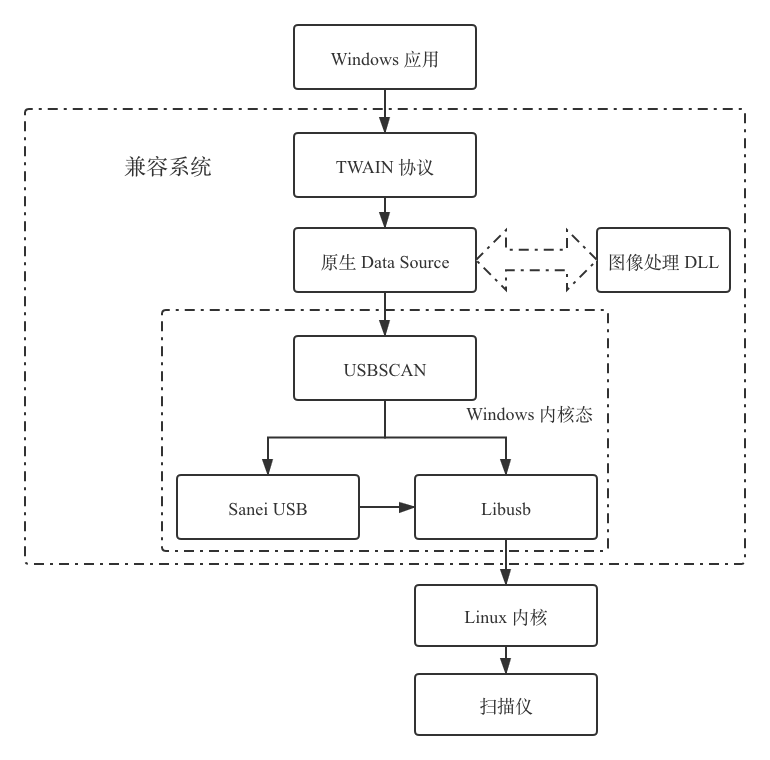 Windows 应用
兼容系统
TWAIN 协议
原生 Data Source
图像处理 DLL
USBSCAN
Windows 内核态
Sanei USB
Libusb
Linux 内核
扫描仪